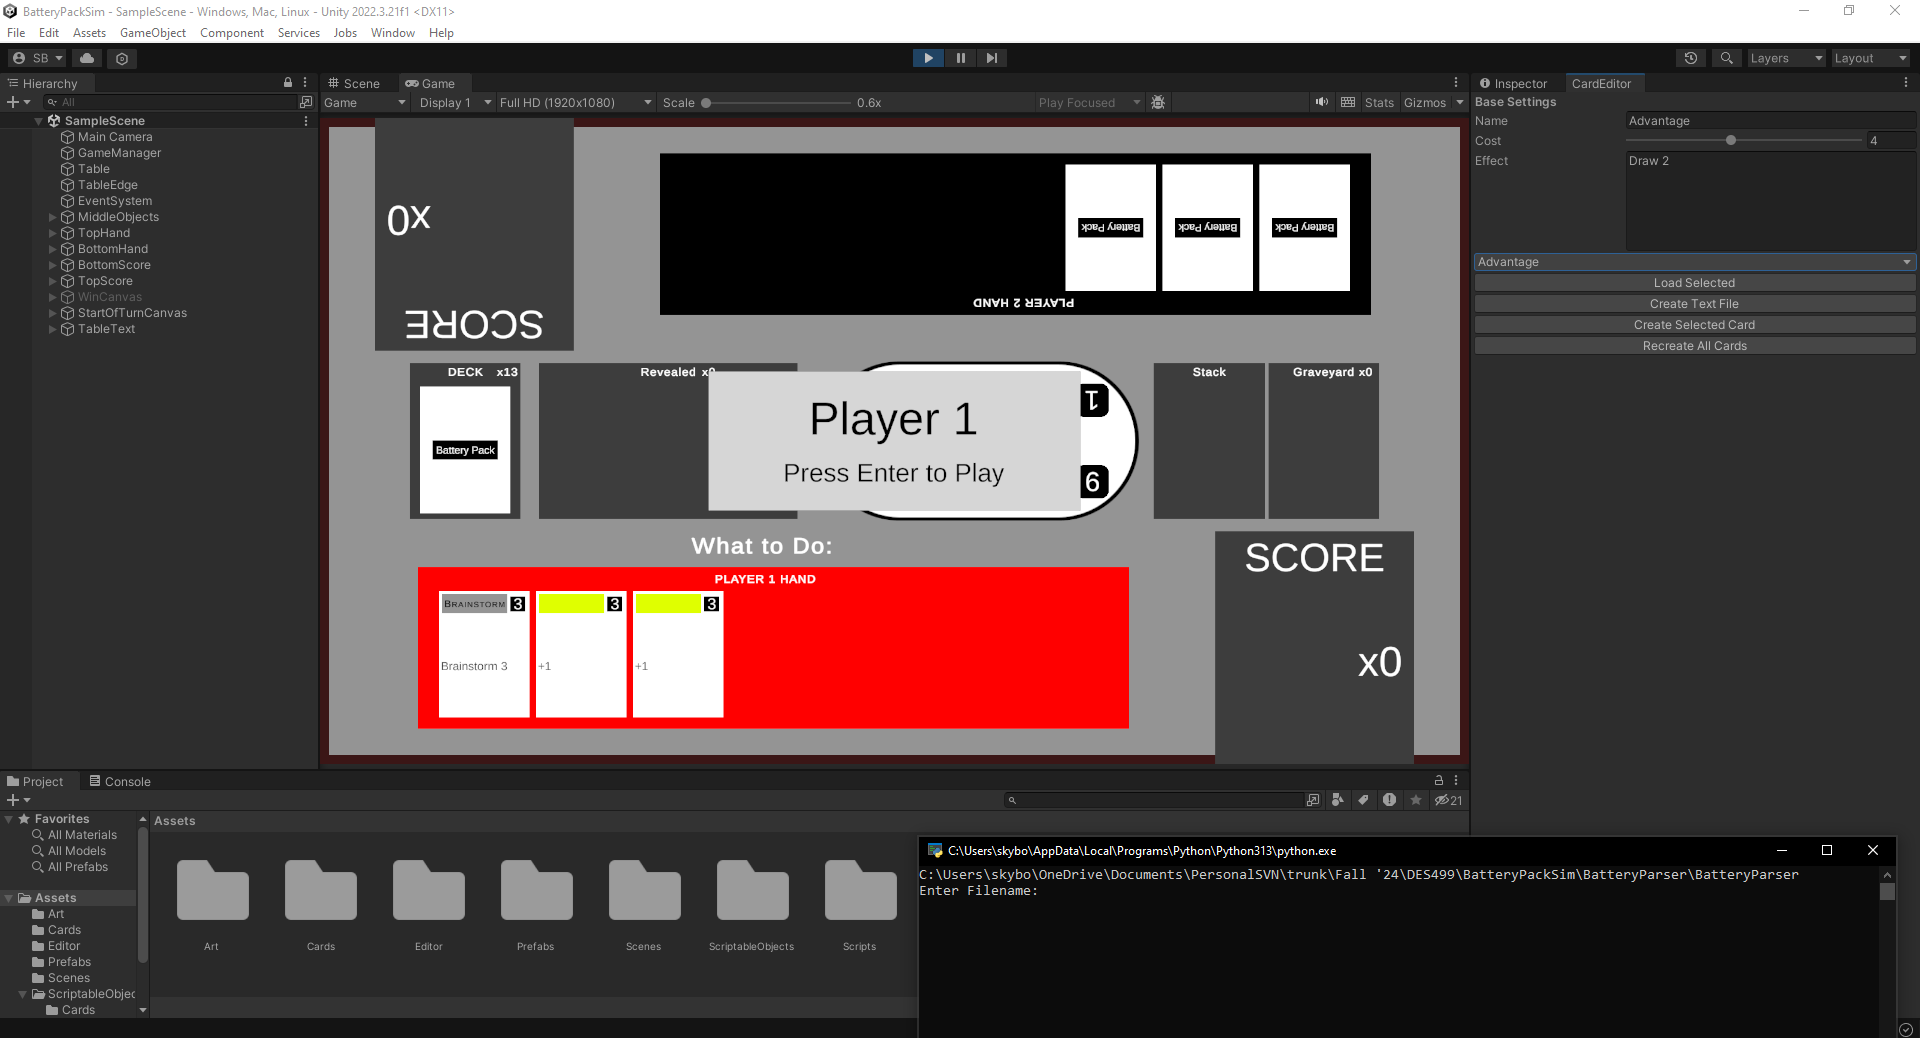 BatteryPackSim - SampleScene - Windows, Mac, Linux - Unity 2022.3.21f1 <DX11>
File Edit Assets GameObject Component Services Jobs Window Help
SB
Layers
Layout
Hierarchy
All
SampleScene
Main Camera
GameManager
Table
TableEdge
EventSystem
MiddleObjects
TopHand
BottomHand
BottomScore
TopScore
WinCanvas
StartOfTurnCanvas
TableText
Scene
Game
Game
Display 1
Full HD (1920x1080)
Scale
0.6x
Play Focused
Stats
Gizmos
x0
SCORE
Battery Pack
Battery Pack
Battery Pack
PLAYER 2 HAND
DECK x13
Battery Pack
Revealed x0
Player 1
Press Enter to Play
1
6
Stack
Graveyard x0
What to Do:
PLAYER 1 HAND
BRAINSTORM 3
Brainstorm 3
3
+1
3
+1
SCORE
x0
Inspector
CardEditor
Base Settings
Name Advantage
Cost 4
Effect Draw 2
Advantage
Load Selected
Create Text File
Create Selected Card
Recreate All Cards
Project
Console
21
Favorites
All Materials
All Models
All Prefabs
Assets
Art
Cards
Editor
Prefabs
Scenes
ScriptableObjec
Cards
Assets
Art
Cards
Editor
Prefabs
Scenes
ScriptableObjects
Scripts
C:\Users\skybo\AppData\Local\Programs\Python\Python313\python.exe
C:\Users\skybo\OneDrive\Documents\PersonalSVN\trunk\Fall '24\DES499\BatteryPackSim\BatteryParser\BatteryParser
Enter Filename: